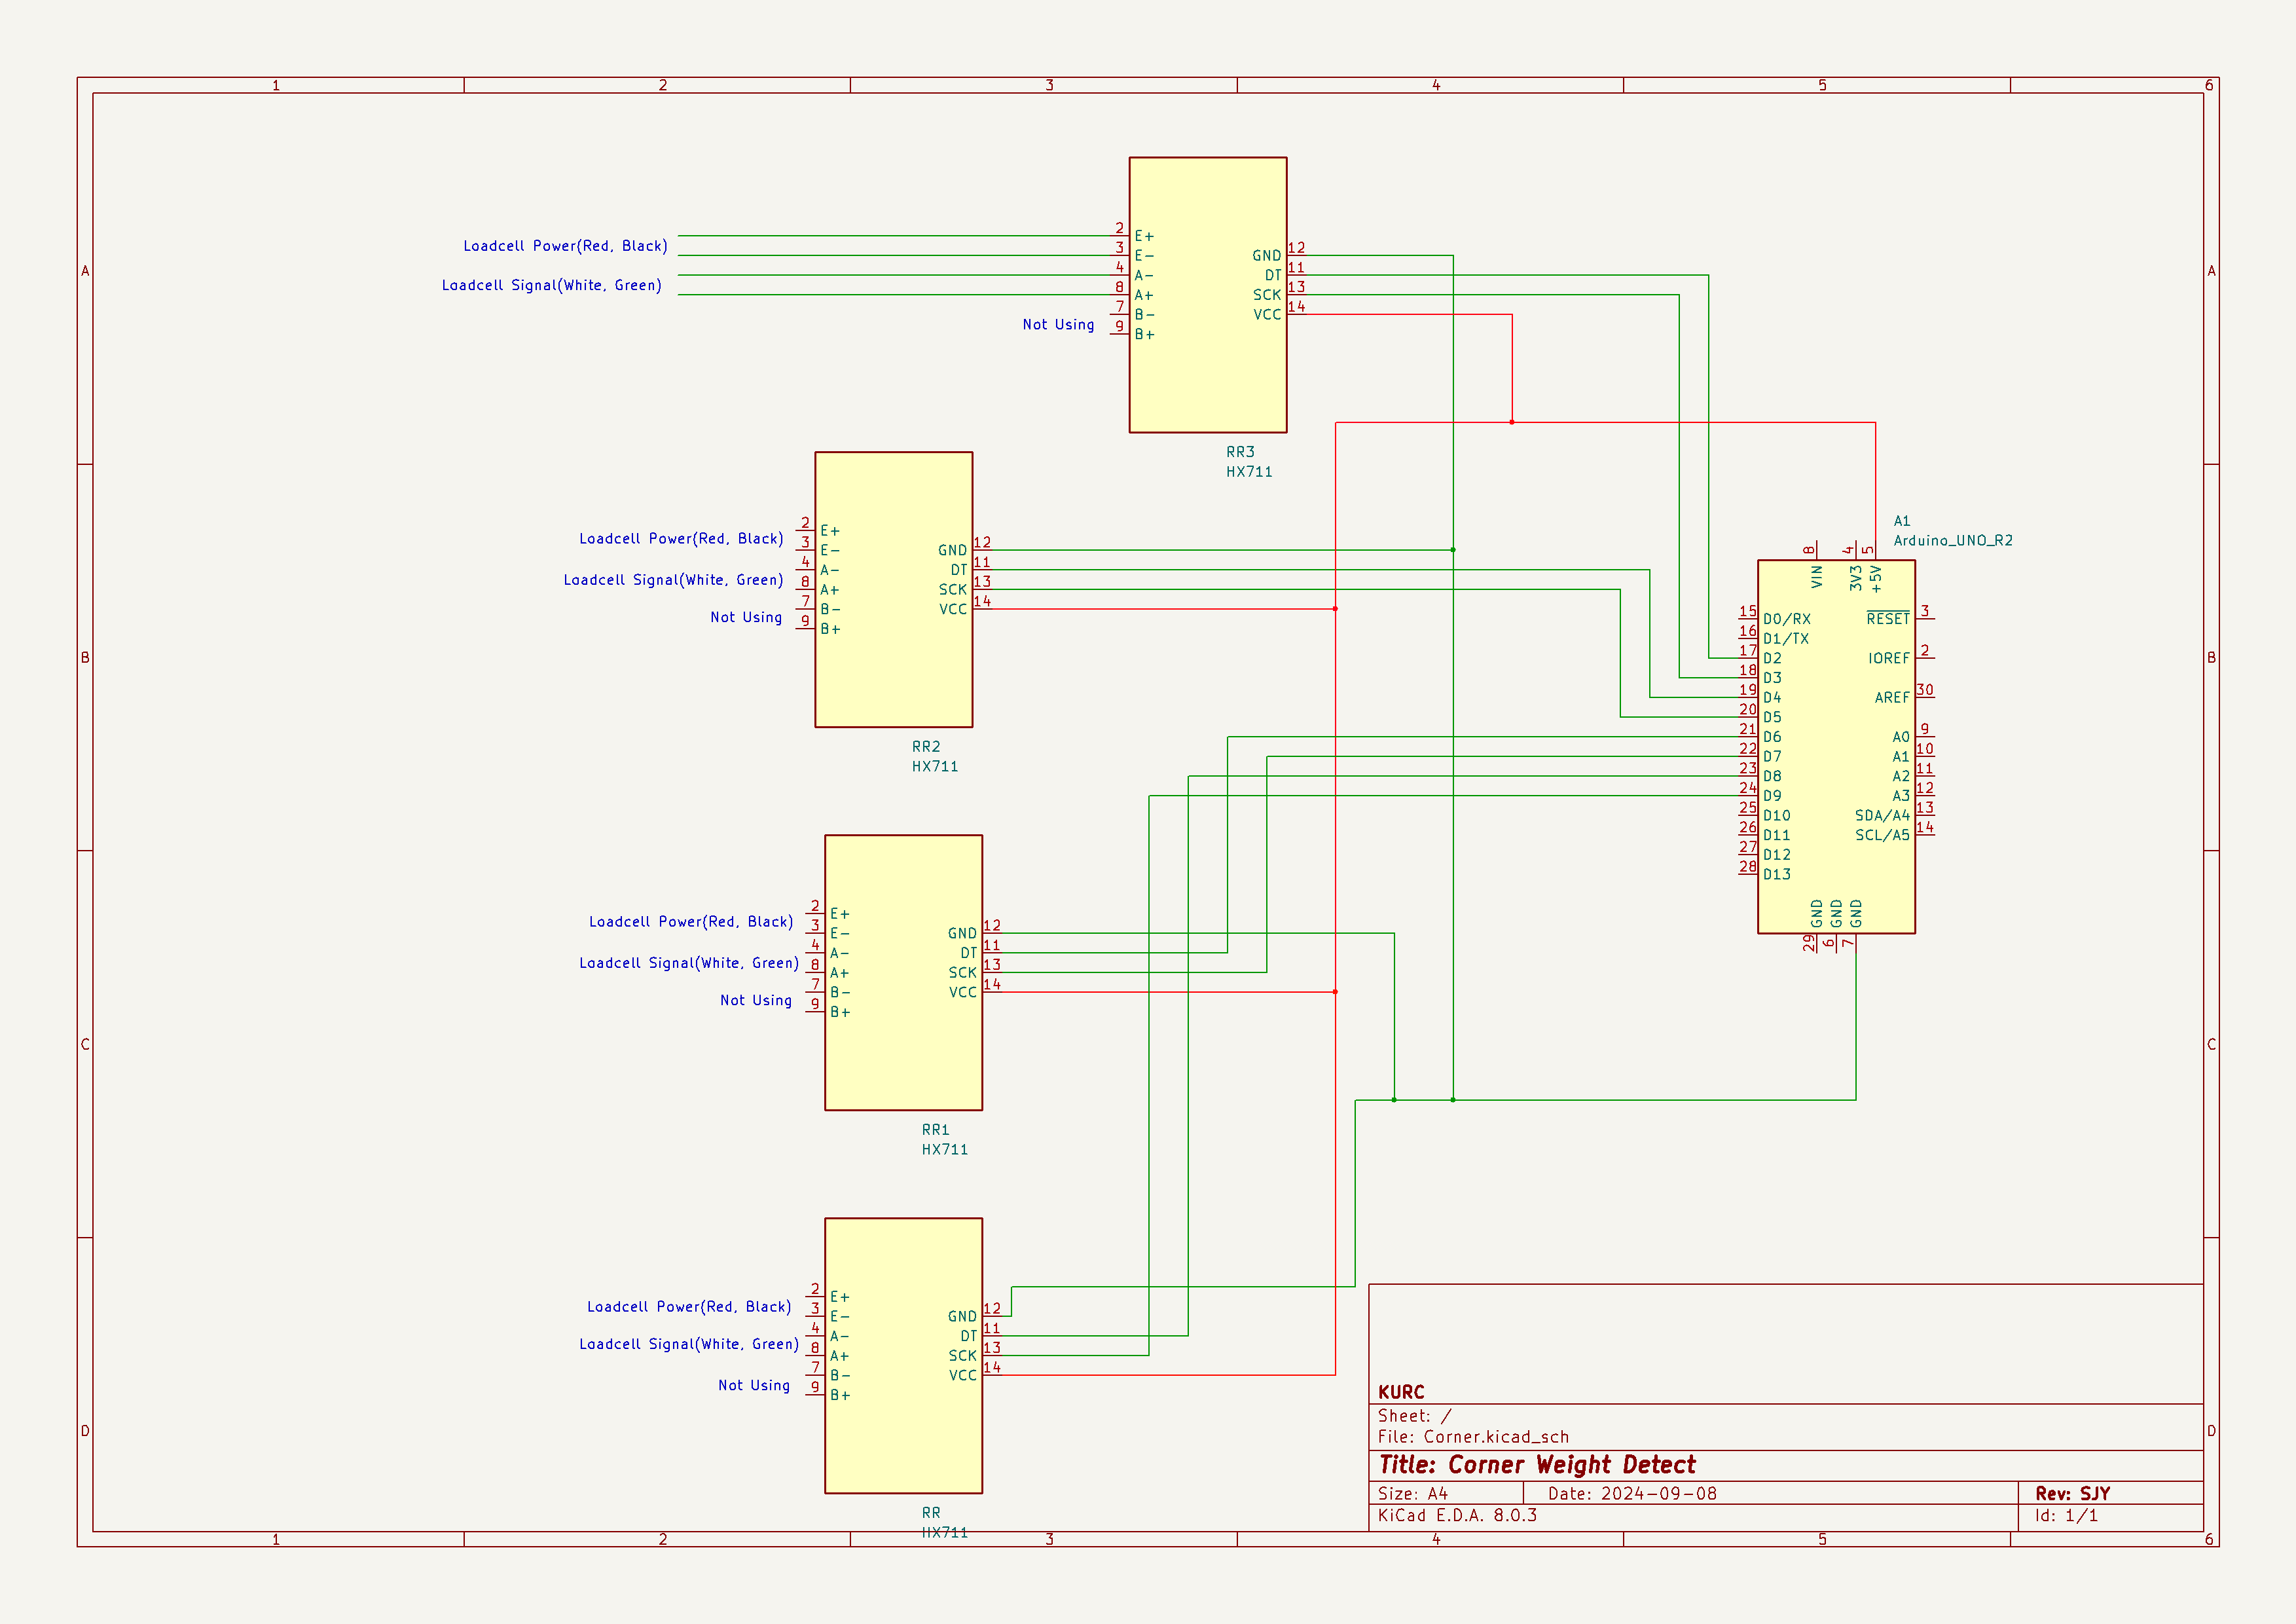 1 2 3 4 5 6
A A
B B
C C
D D
1 2 3 4 5 6
Loadcell Power(Red, Black)
Loadcell Signal(White, Green)
Not Using
2 E+
3 E-
4 A-
8 A+
7 B-
9 B+
GND 12
DT 11
SCK 13
VCC 14
RR3
HX711
Loadcell Power(Red, Black)
Loadcell Signal(White, Green)
Not Using
2 E+
3 E-
4 A-
8 A+
7 B-
9 B+
GND 12
DT 11
SCK 13
VCC 14
RR2
HX711
A1
Arduino_UNO_R2
8 VIN
4 3V3
5 +5V
15 D0/RX
16 D1/TX
17 D2
18 D3
19 D4
20 D5
21 D6
22 D7
23 D8
24 D9
25 D10
26 D11
27 D12
28 D13
RESET 3
IOREF 2
AREF 30
A0 9
A1 10
A2 11
A3 12
SDA/A4 13
SCL/A5 14
GND 29
GND 6
GND 7
Loadcell Power(Red, Black)
Loadcell Signal(White, Green)
Not Using
2 E+
3 E-
4 A-
8 A+
7 B-
9 B+
GND 12
DT 11
SCK 13
VCC 14
RR1
HX711
Loadcell Power(Red, Black)
Loadcell Signal(White, Green)
Not Using
2 E+
3 E-
4 A-
8 A+
7 B-
9 B+
GND 12
DT 11
SCK 13
VCC 14
RR
HX711
KURC
Sheet: /
File: Corner.kicad_sch
Title: Corner Weight Detect
Size: A4 Date: 2024-09-08 Rev: SJY
KiCad E.D.A. 8.0.3 Id: 1/1